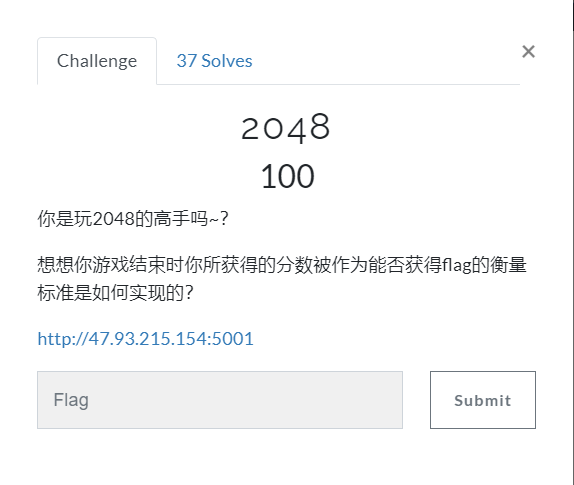 Challenge
37 Solves
×
2048
100
你是玩2048的高手吗~?
想想你游戏结束时你所获得的分数被作为能否获得flag的衡量
标准是如何实现的？
http://47.93.215.154:5001
Flag
Submit